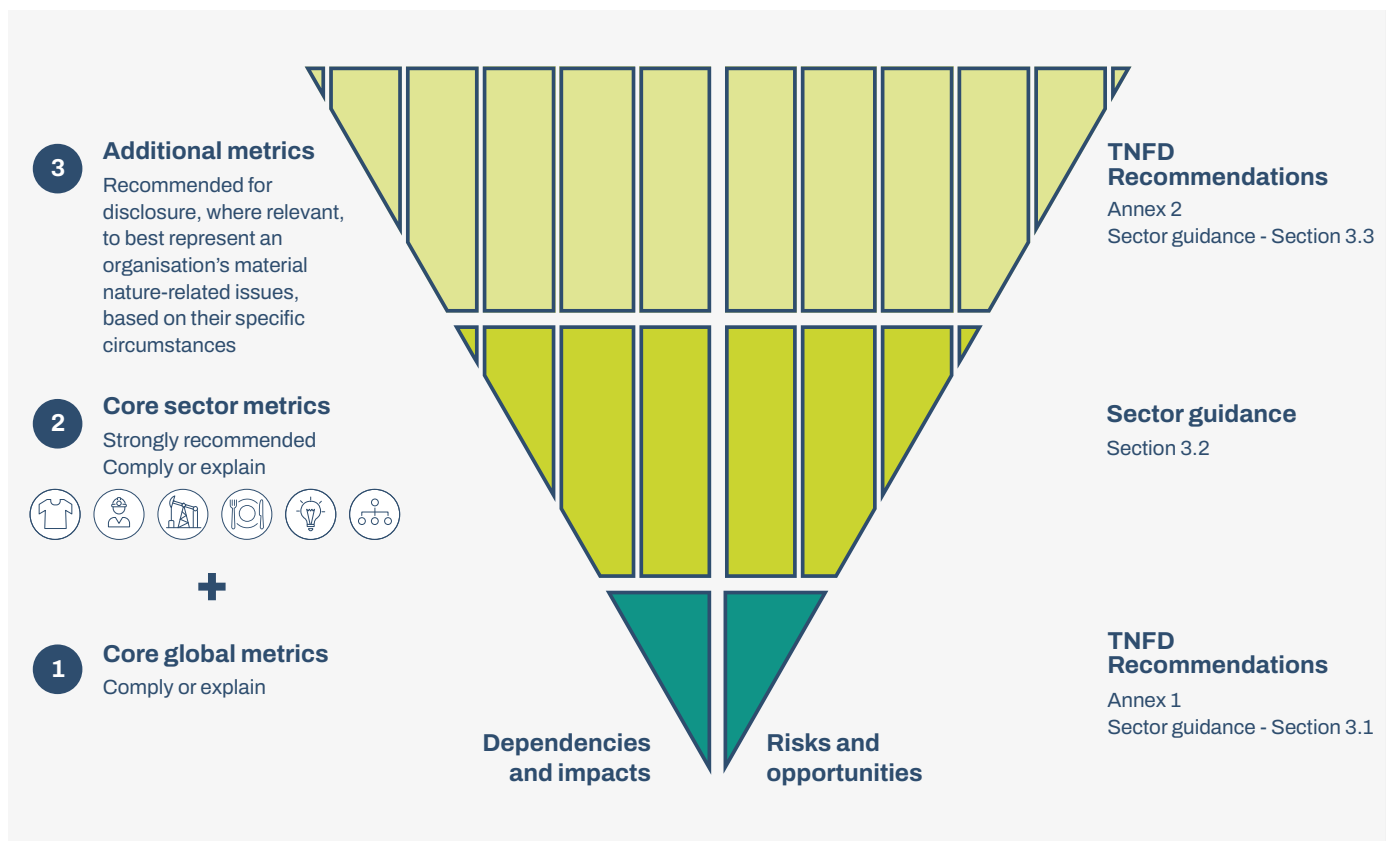 3
Additional metrics
Recommended for
disclosure, where relevant,
to best represent an
organisation’s material
nature-related issues,
based on their specific
circumstances
TNFD
Recommendations
Annex 2
Sector guidance - Section 3.3
2
Core sector metrics
Strongly recommended
Comply or explain
Sector guidance
Section 3.2
1
Core global metrics
Comply or explain
TNFD
Recommendations
Annex 1
Sector guidance - Section 3.1
Dependencies
and impacts
Risks and
opportunities